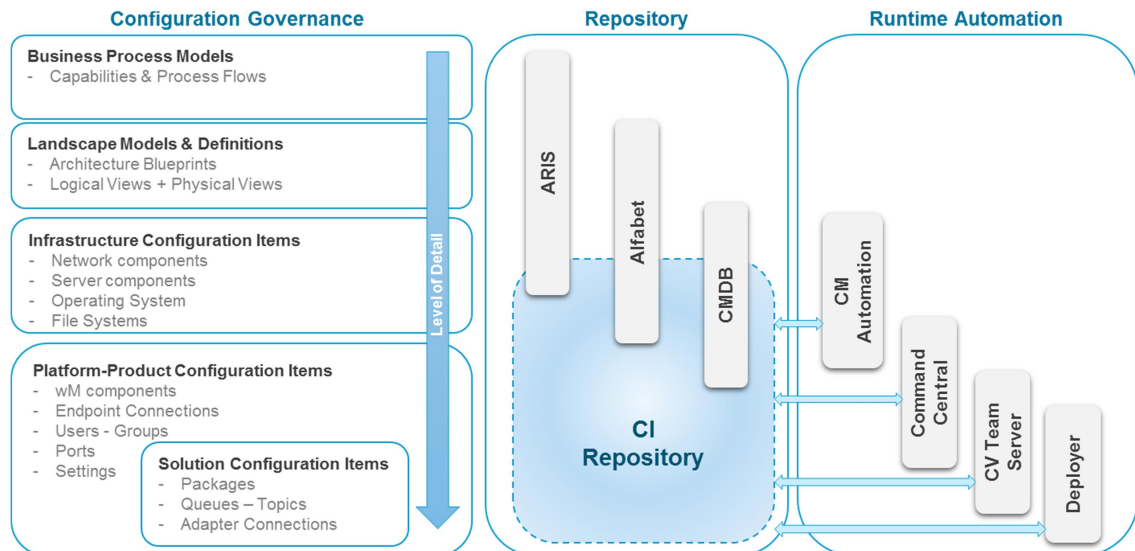 Configuration Governance
Business Process Models
- Capabilities & Process Flows
Landscape Models & Definitions
- Architecture Blueprints
- Logical Views + Physical Views
Infrastructure Configuration Items
- Network components
- Server components
- Operating System
- File Systems
Platform-Product Configuration Items
- wM components
- Endpoint Connections
- Users - Groups
- Ports
- Settings
Solution Configuration Items
- Packages
- Queues – Topics
- Adapter Connections
Level of Detail
Repository
ARIS
Alfabet
CMDB
CI
Repository
Runtime Automation
CM
Automation
Command
Central
CV Team
Server
Deployer